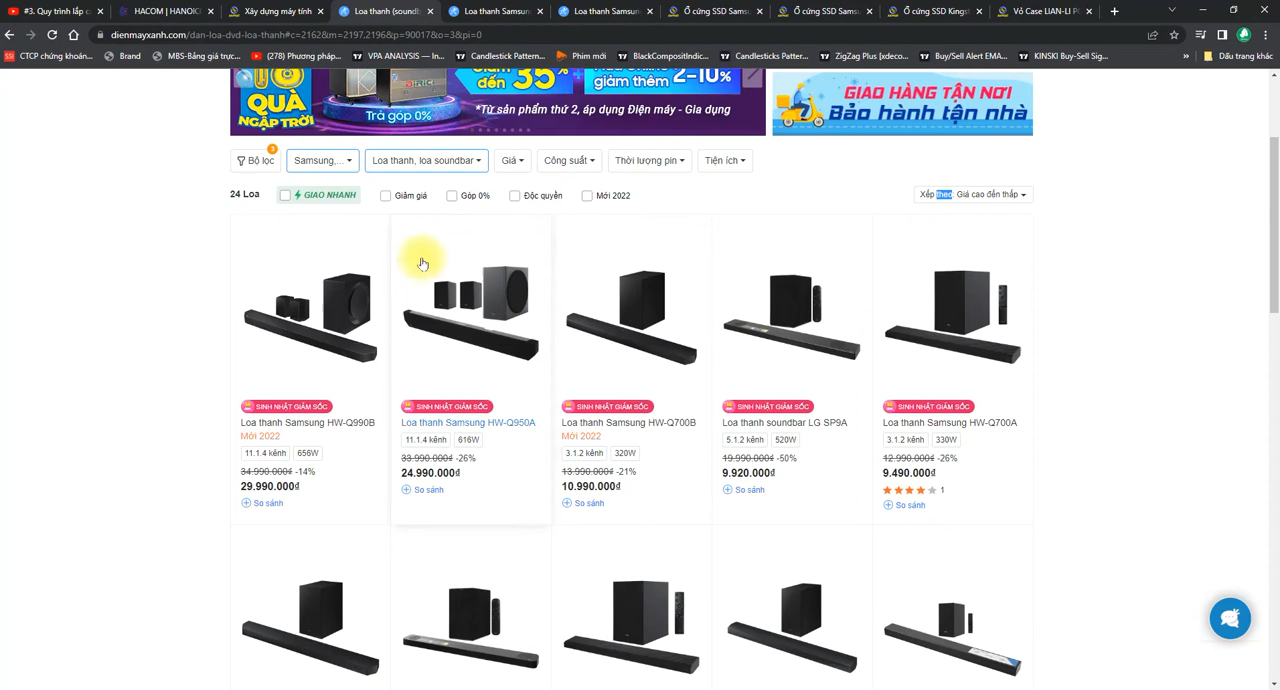 #3. Quy trình lắp c
HACOM | HANOIC
Xây dựng máy tính
Loa thanh (soundb
Loa thanh Samsun
Loa thanh Samsun
Ổ cứng SSD Sams
Ổ cứng SSD Samsu
Ổ cứng SSD Kings
Vỏ Case LIAN-LI PC
dienmayxanh.com/dan-loa-dvd-loa-thanh#c=2162&m=2197,2196&p=90017&o=3&pi=0
CTCP chứng khoán...
Brand
MBS-Bảng giá trực...
(278) Phương pháp...
VPA ANALYSIS — In...
Candlestick Pattern...
Phim mới
BlackCompositIndic...
Candlesticks Patter...
ZigZag Plus [xdeco...
Buy/Sell Alert EMA...
KINSKI Buy-Sell Sig...
»
Dấu trang khác
QUÀ
NGẬP TRỜI
Trả góp 0%
đến 35%
giảm thêm 2-10%
*Từ sản phẩm thứ 2, áp dụng Điện máy - Gia dụng
GIAO HÀNG TẬN NƠI
Bảo hành tận nhà
Bộ lọc
3
Samsung,...
Loa thanh, loa soundbar
Giá
Công suất
Thời lượng pin
Tiện ích
24 Loa
GIAO NHANH
Giảm giá
Góp 0%
Độc quyền
Mới 2022
Xếp theo: Giá cao đến thấp
SINH NHẬT GIẢM SỐC
Loa thanh Samsung HW-Q990B
Mới 2022
11.1.4 kênh
656W
34.990.000₫ -14%
29.990.000₫
So sánh
SINH NHẬT GIẢM SỐC
Loa thanh Samsung HW-Q950A
11.1.4 kênh
616W
33.990.000₫ -26%
24.990.000₫
So sánh
SINH NHẬT GIẢM SỐC
Loa thanh Samsung HW-Q700B
Mới 2022
3.1.2 kênh
320W
13.990.000₫ -21%
10.990.000₫
So sánh
SINH NHẬT GIẢM SỐC
Loa thanh soundbar LG SP9A
5.1.2 kênh
520W
19.990.000₫ -50%
9.920.000₫
So sánh
SINH NHẬT GIẢM SỐC
Loa thanh Samsung HW-Q700A
3.1.2 kênh
330W
12.990.000₫ -26%
9.490.000₫
1
So sánh